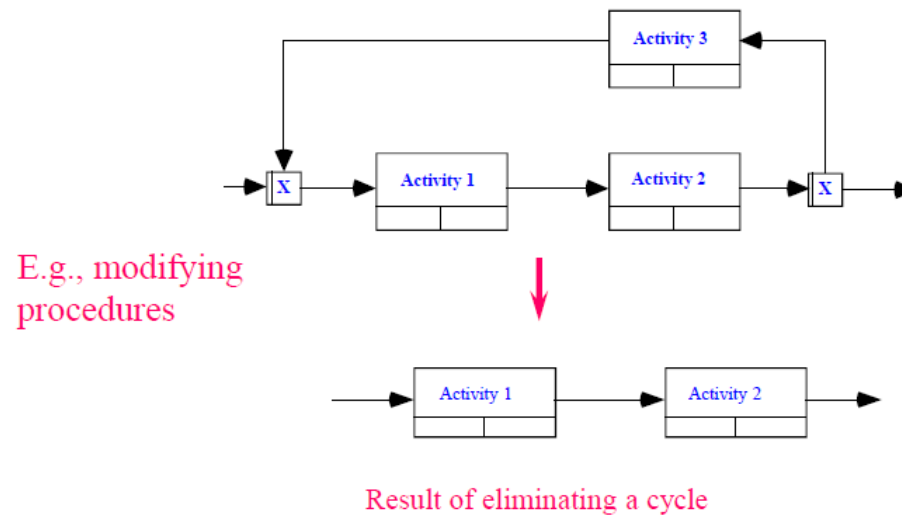 Activity 3
X
Activity 1
Activity 2
X
E.g., modifying
procedures
Activity 1
Activity 2
Result of eliminating a cycle